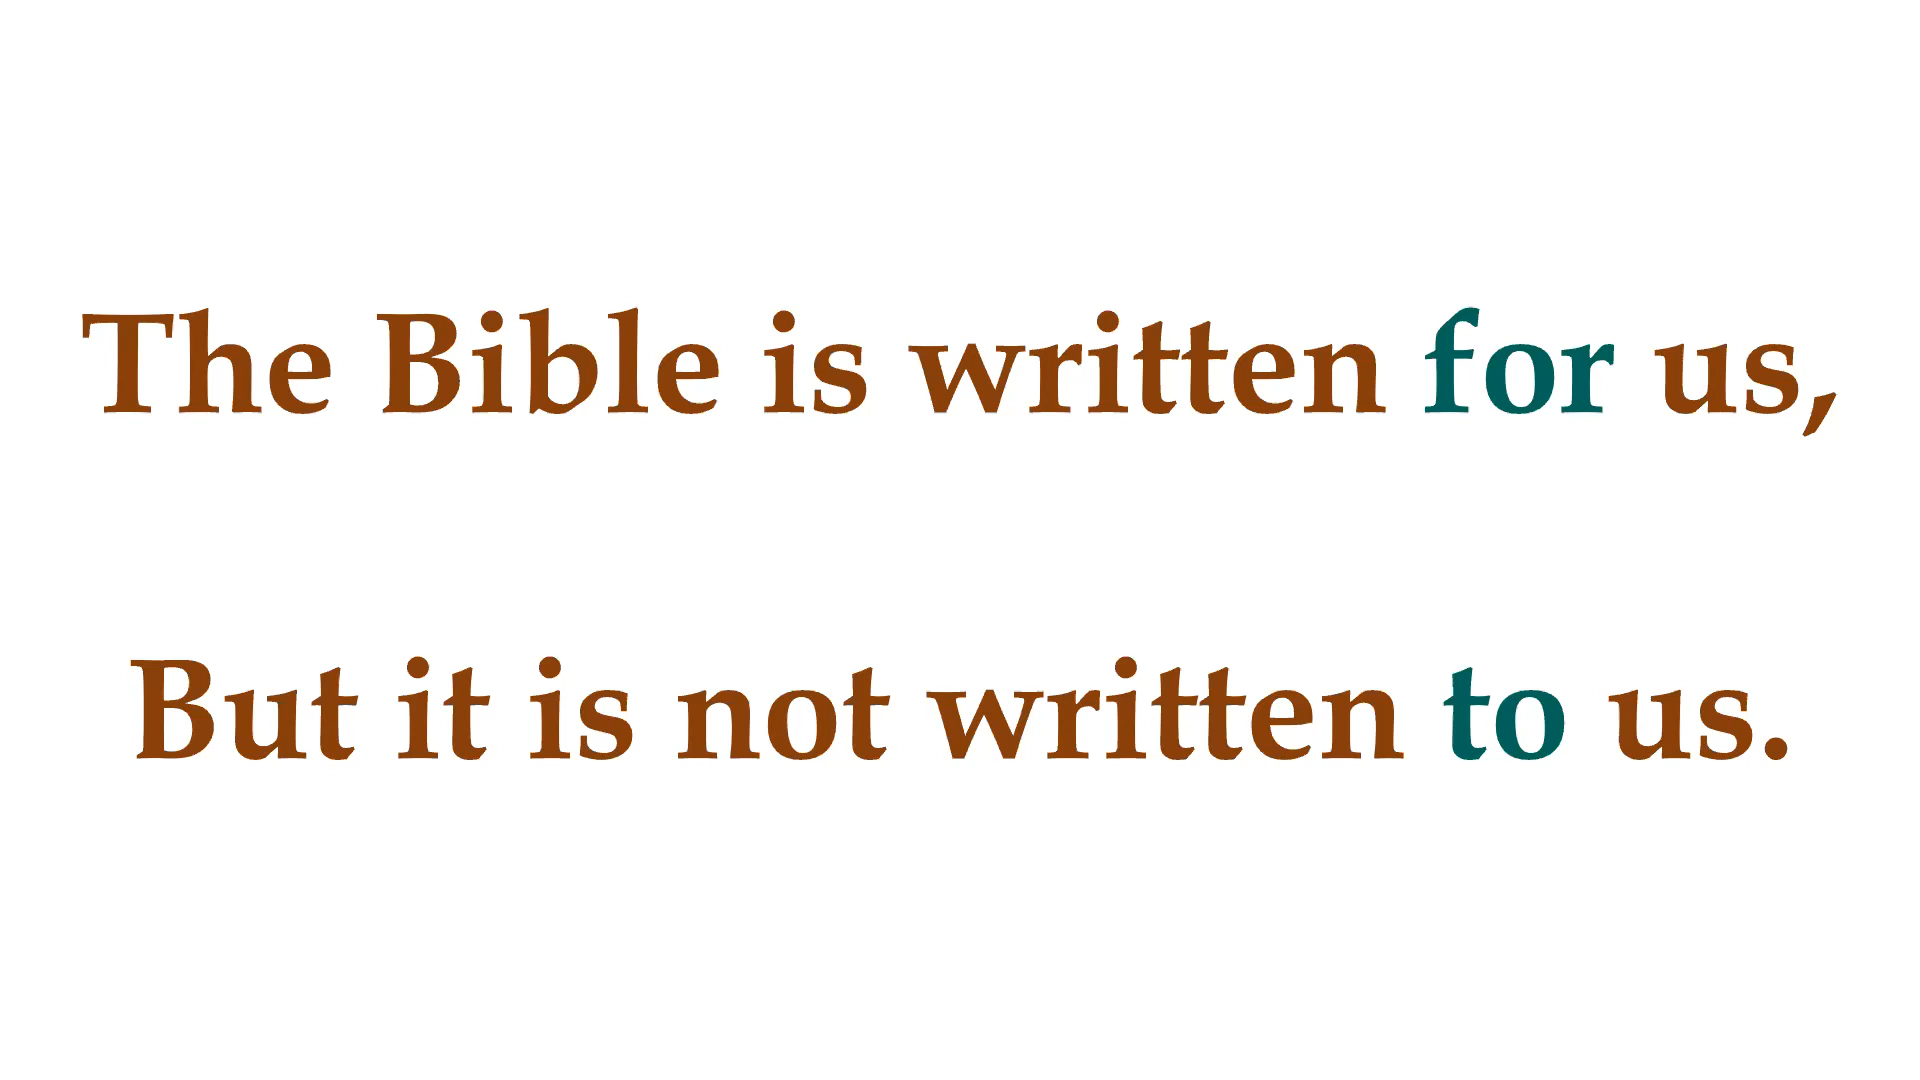 The Bible is written for us,
But it is not written to us.